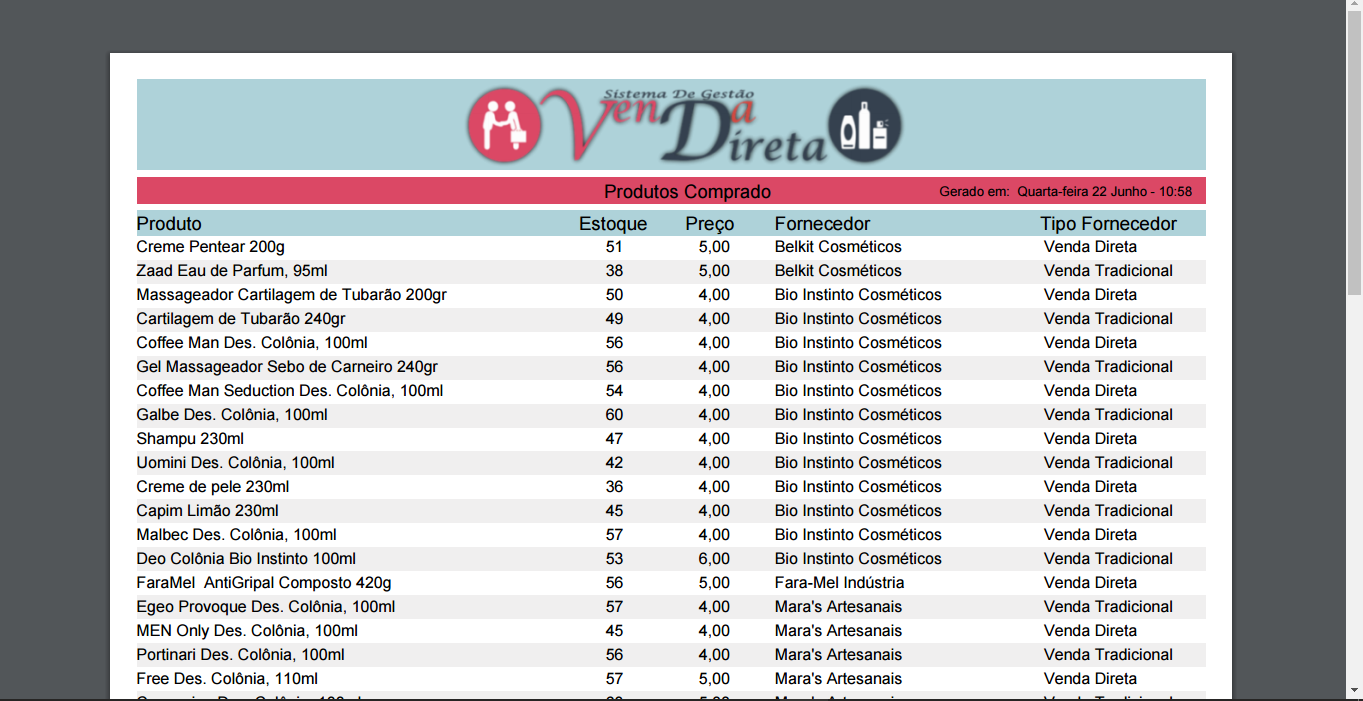 Sistema De Gestão
VenDa
Direta
Produtos Comprado Gerado em: Quarta-feira 22 Junho - 10:58
Produto Estoque Preço Fornecedor Tipo Fornecedor
Creme Pentear 200g 51 5,00 Belkit Cosméticos Venda Direta
Zaad Eau de Parfum, 95ml 38 5,00 Belkit Cosméticos Venda Tradicional
Massageador Cartilagem de Tubarão 200gr 50 4,00 Bio Instinto Cosméticos Venda Direta
Cartilagem de Tubarão 240gr 49 4,00 Bio Instinto Cosméticos Venda Tradicional
Coffee Man Des. Colônia, 100ml 56 4,00 Bio Instinto Cosméticos Venda Direta
Gel Massageador Sebo de Carneiro 240gr 56 4,00 Bio Instinto Cosméticos Venda Tradicional
Coffee Man Seduction Des. Colônia, 100ml 54 4,00 Bio Instinto Cosméticos Venda Direta
Galbe Des. Colônia, 100ml 60 4,00 Bio Instinto Cosméticos Venda Tradicional
Shampu 230ml 47 4,00 Bio Instinto Cosméticos Venda Direta
Uomini Des. Colônia, 100ml 42 4,00 Bio Instinto Cosméticos Venda Tradicional
Creme de pele 230ml 36 4,00 Bio Instinto Cosméticos Venda Direta
Capim Limão 230ml 45 4,00 Bio Instinto Cosméticos Venda Tradicional
Malbec Des. Colônia, 100ml 57 4,00 Bio Instinto Cosméticos Venda Direta
Deo Colônia Bio Instinto 100ml 53 6,00 Bio Instinto Cosméticos Venda Tradicional
FaraMel AntiGripal Composto 420g 56 5,00 Fara-Mel Indústria Venda Direta
Egeo Provoque Des. Colônia, 100ml 57 4,00 Mara's Artesanais Venda Tradicional
MEN Only Des. Colônia, 100ml 45 4,00 Mara's Artesanais Venda Direta
Portinari Des. Colônia, 100ml 56 4,00 Mara's Artesanais Venda Tradicional
Free Des. Colônia, 110ml 57 5,00 Mara's Artesanais Venda Direta